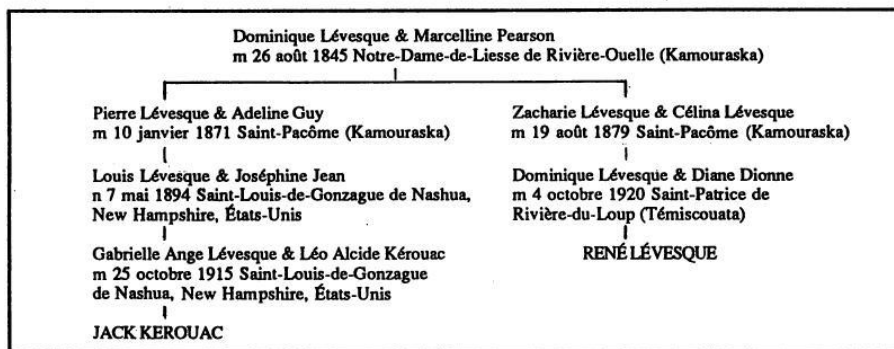 Dominique Lévesque & Marcelline Pearson
m 26 août 1845 Notre-Dame-de-Liesse de Rivière-Ouelle (Kamouraska)
Pierre Lévesque & Adeline Guy
m 10 janvier 1871 Saint-Pacôme (Kamouraska)
Louis Lévesque & Joséphine Jean
n 7 mai 1894 Saint-Louis-de-Gonzague de Nashua,
New Hampshire, États-Unis
Gabrielle Ange Lévesque & Léo Alcide Kérouac
m 25 octobre 1915 Saint-Louis-de-Gonzague
de Nashua, New Hampshire, États-Unis
JACK KEROUAC
Zacharie Lévesque & Célina Lévesque
m 19 août 1879 Saint-Pacôme (Kamouraska)
Dominique Lévesque & Diane Dionne
m 4 octobre 1920 Saint-Patrice de
Rivière-du-Loup (Témiscouata)
RENÉ LÉVESQUE